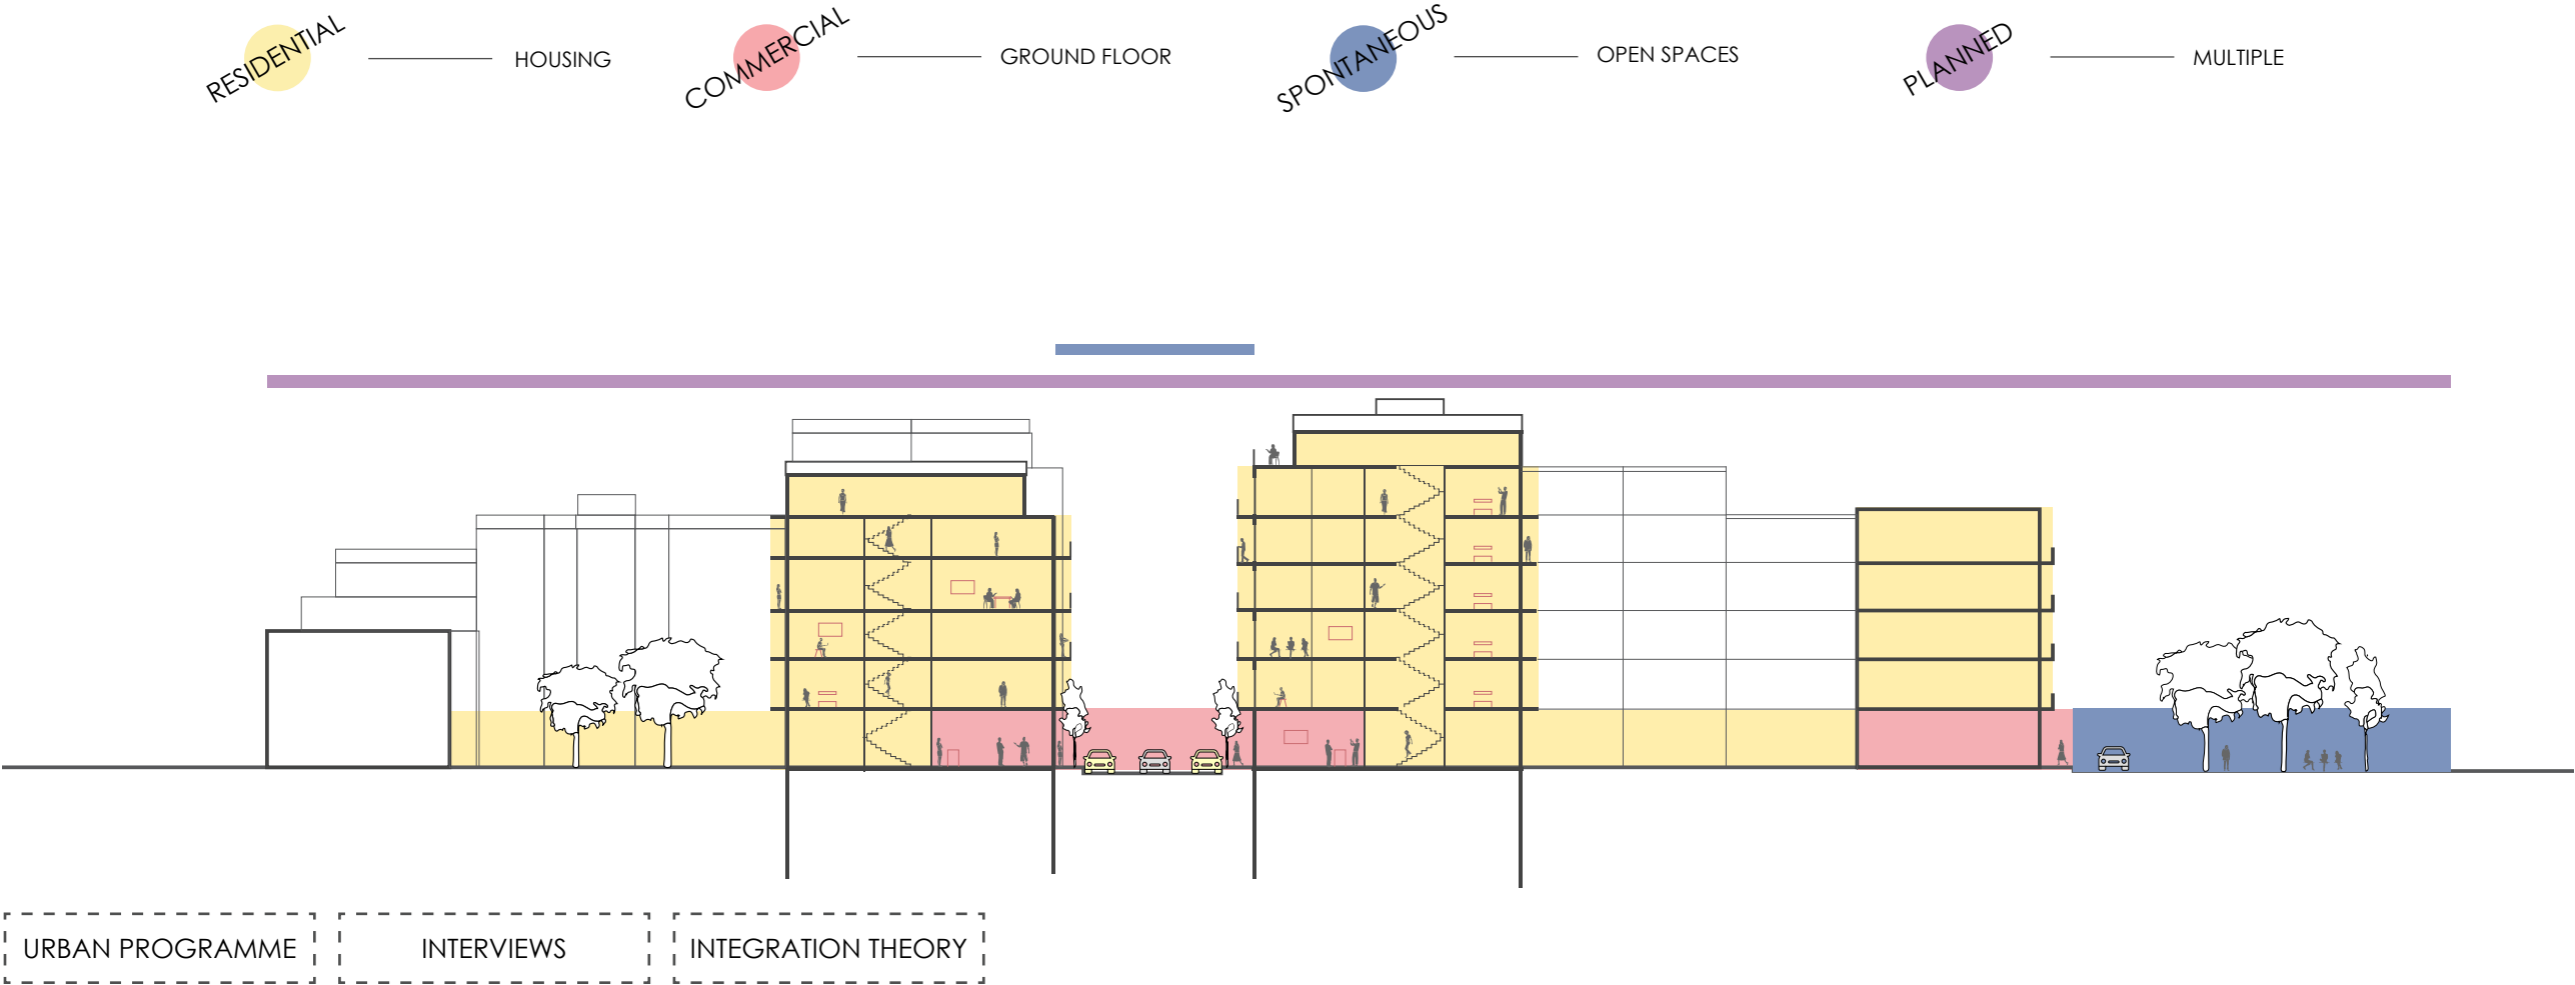 RESIDENTIAL
HOUSING
COMMERCIAL
GROUND FLOOR
SPONTANEOUS
OPEN SPACES
PLANNED
MULTIPLE
URBAN PROGRAMME
INTERVIEWS
INTEGRATION THEORY